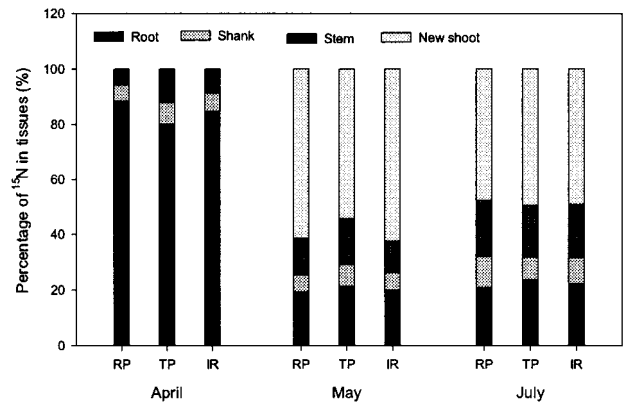 120
Root
Shank
Stem
New shoot
100
80
60
40
20
0
Percentage of ¹⁵N in tissues (%)
RP TP IR RP TP IR RP TP IR
April May July